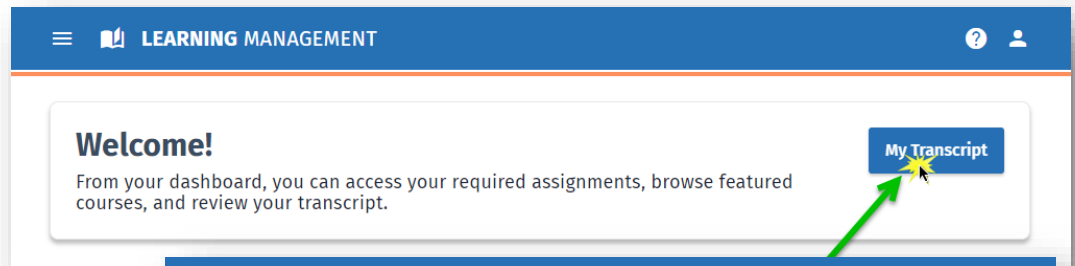 LEARNING MANAGEMENT
Welcome!
My Transcript
From your dashboard, you can access your required assignments, browse featured
courses, and review your transcript.